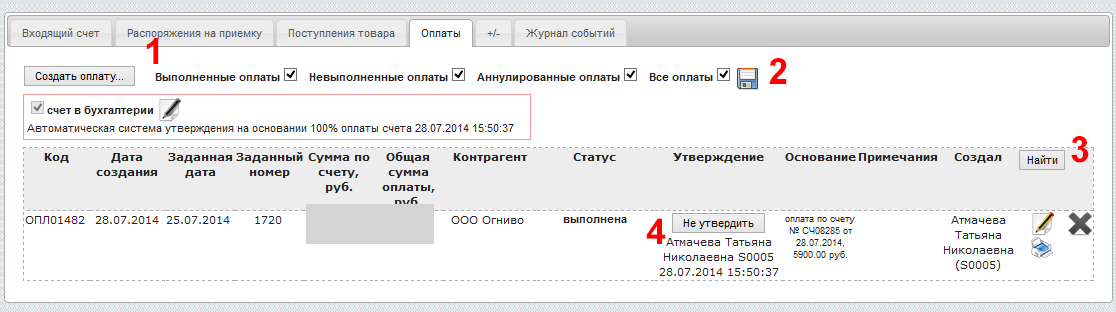 Входящий счет Распоряжения на приемку Поступления товара Оплаты +/- Журнал событий
1
Создать оплату... Выполненные оплаты Невыполненные оплаты Аннулированные оплаты Все оплаты 2
счет в бухгалтерии
Автоматическая система утверждения на основании 100% оплаты счета 28.07.2014 15:50:37
3
Код Дата создания Заданная дата Заданный номер Сумма по счету, руб. Общая сумма оплаты, руб Контрагент Статус Утверждение Основание Примечания Создал Найти
ОПЛ01482 28.07.2014 25.07.2014 1720 ООО Огниво выполнена
4 Не утвердить
Атмачева Татьяна
Николаевна S0005
28.07.2014 15:50:37
оплата по счету
№ СЧ08285 от
28.07.2014,
5900.00 руб.
Атмачева
Татьяна
Николаевна
(S0005)